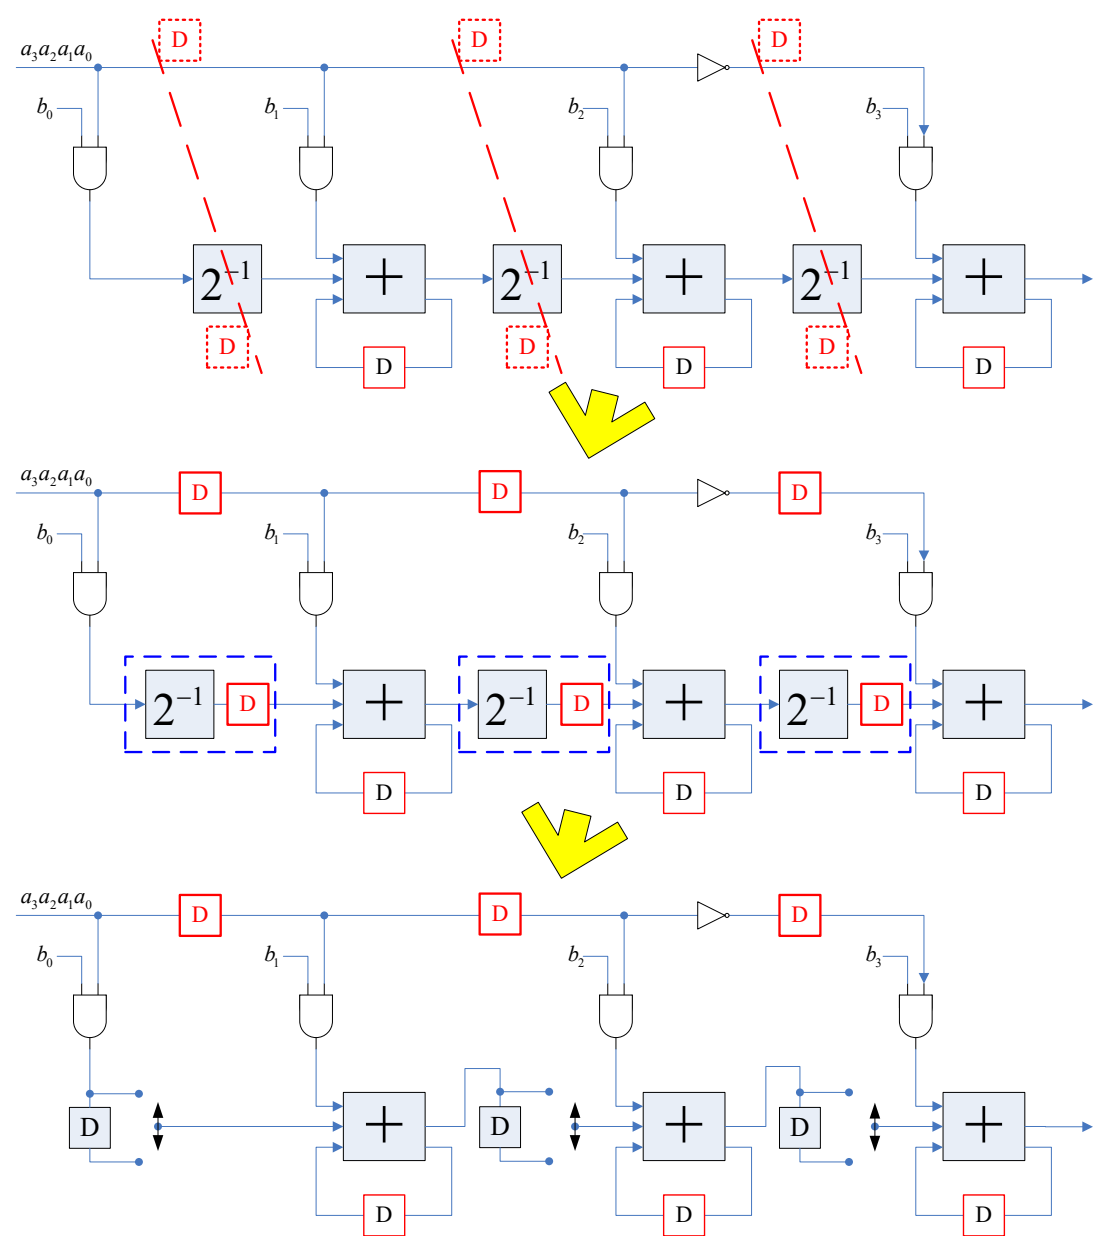 D D D
a₃a₂a₁a₀
b₀ b₁ b₂ b₃
2⁻¹ + 2⁻¹ + 2⁻¹ +
D D D D D D
a₃a₂a₁a₀ D D D
b₀ b₁ b₂ b₃
2⁻¹ D + 2⁻¹ D + 2⁻¹ D +
D D D
a₃a₂a₁a₀ D D D
b₀ b₁ b₂ b₃
D + D + D +
D D D